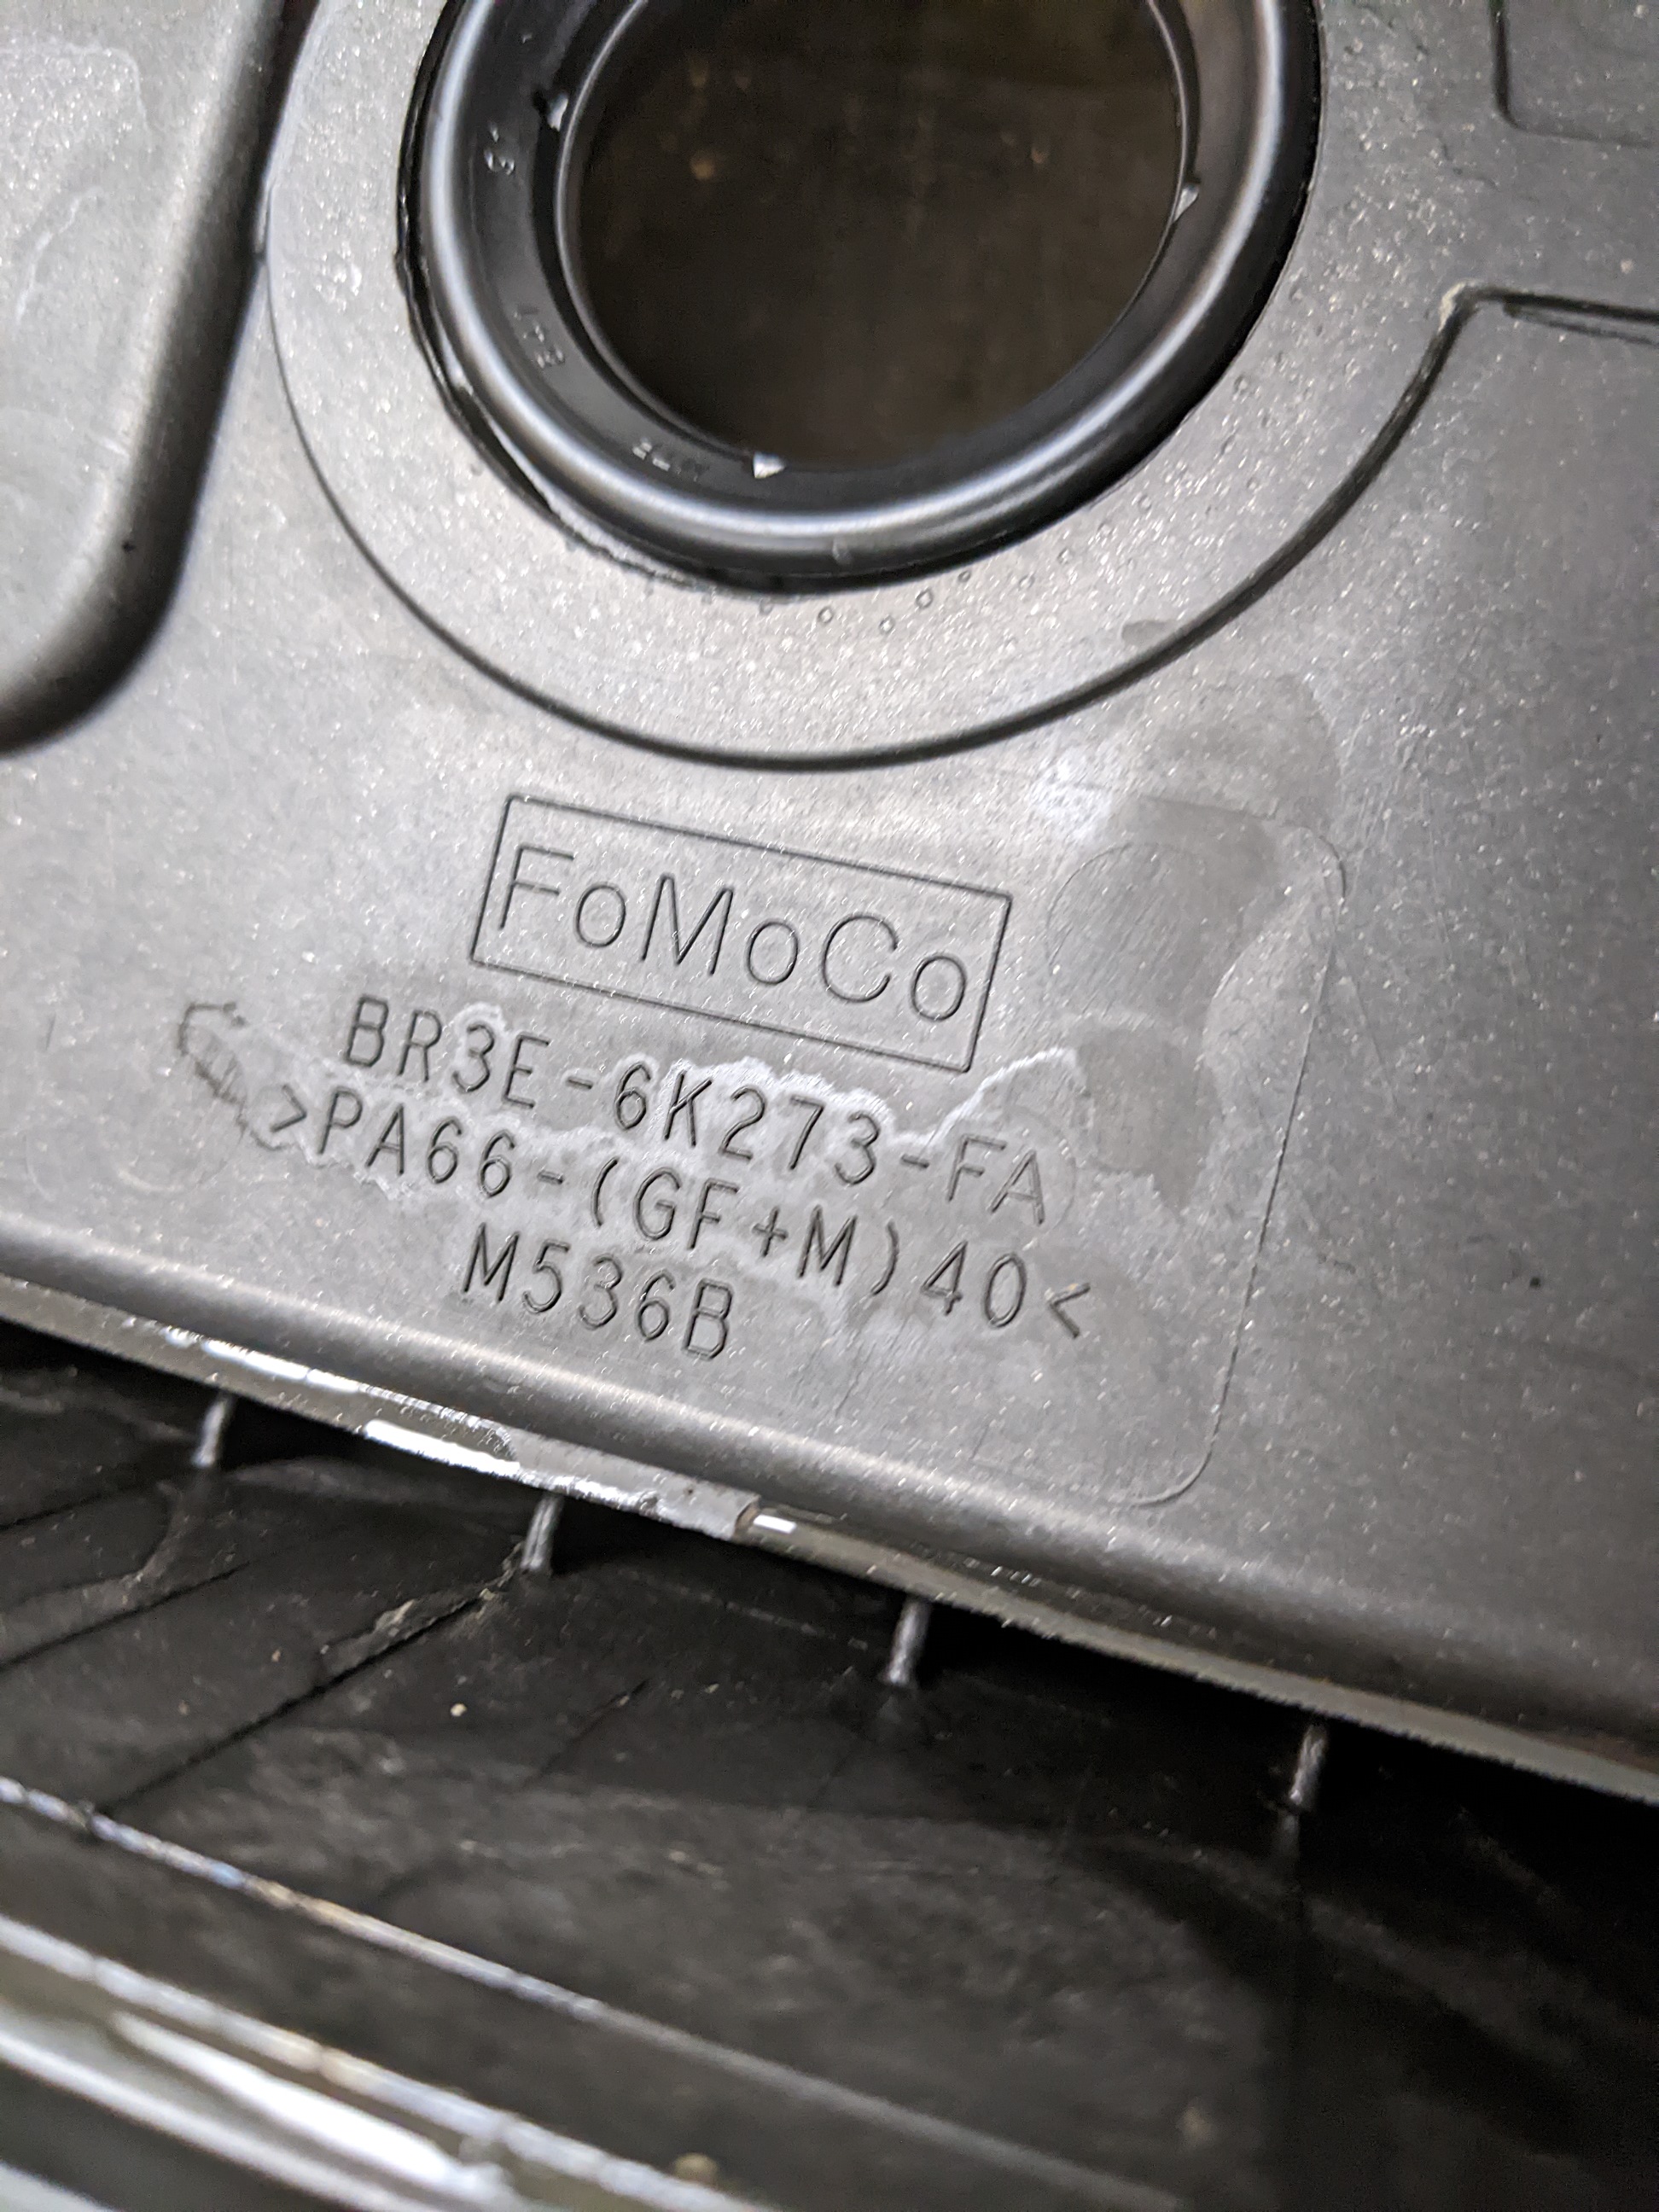 FoMoCo
BR3E-6K273-FA
>PA66-(GF+M)40<
M536B